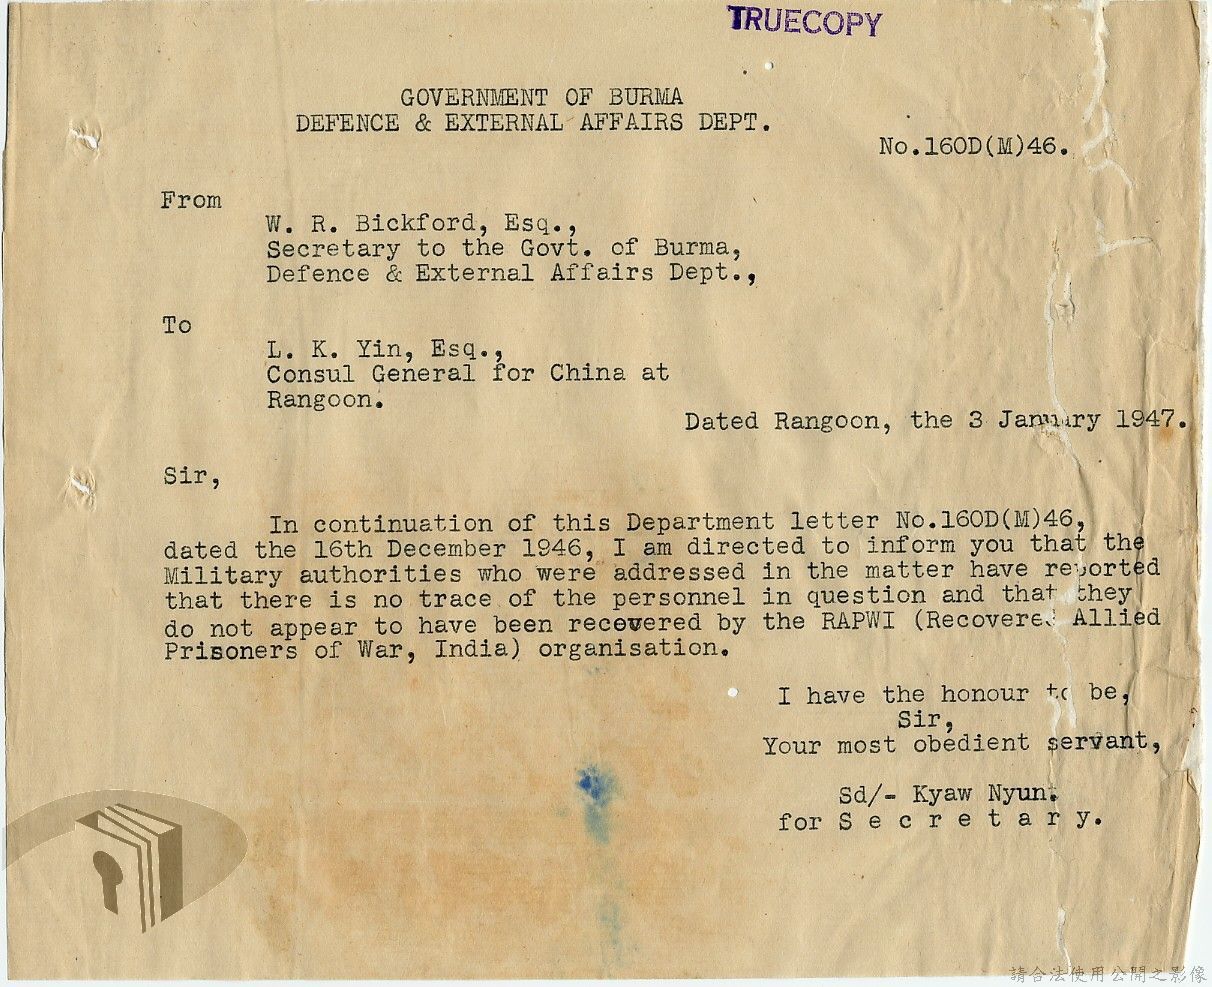 TRUECOPY
GOVERNMENT OF BURMA
DEFENCE & EXTERNAL AFFAIRS DEPT.
No.160D(M)46.
From
W. R. Bickford, Esq.,
Secretary to the Govt. of Burma,
Defence & External Affairs Dept.,
To
L. K. Yin, Esq.,
Consul General for China at
Rangoon.
Dated Rangoon, the 3 January 1947.
Sir,
In continuation of this Department letter No.160D(M)46,
dated the 16th December 1946, I am directed to inform you that the
Military authorities who were addressed in the matter have reported
that there is no trace of the personnel in question and that they
do not appear to have been recovered by the RAPWI (Recovered Allied
Prisoners of War, India) organisation.
I have the honour to be,
Sir,
Your most obedient servant,
Sd/- Kyaw Nyun.
for S e c r e t a r y.
請合法使用公開之影像